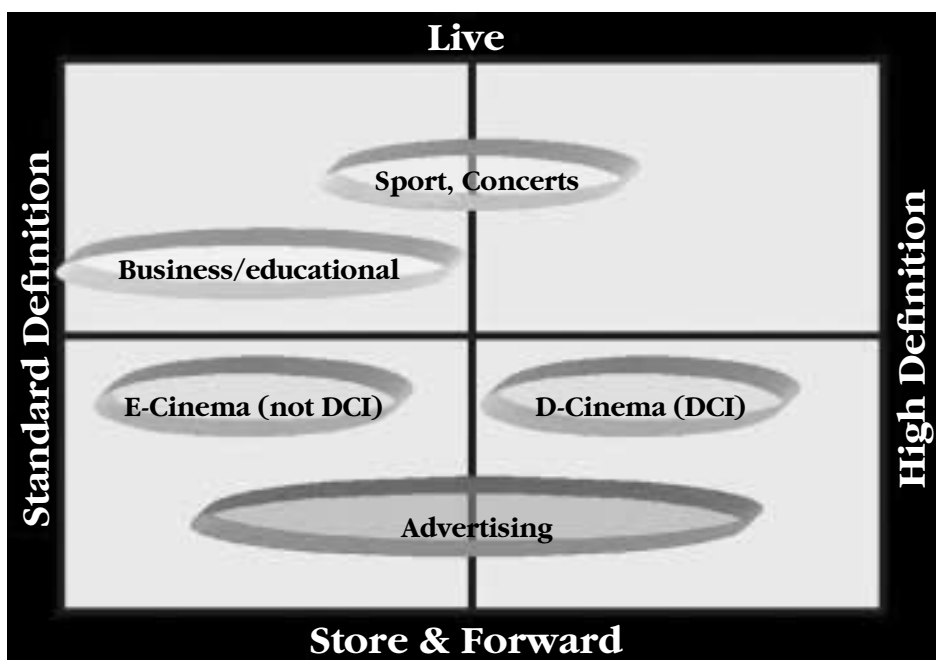 Live
Sport, Concerts
Standard Definition
Business/educational
High Definition
E-Cinema (not DCI)
D-Cinema (DCI)
Advertising
Store & Forward